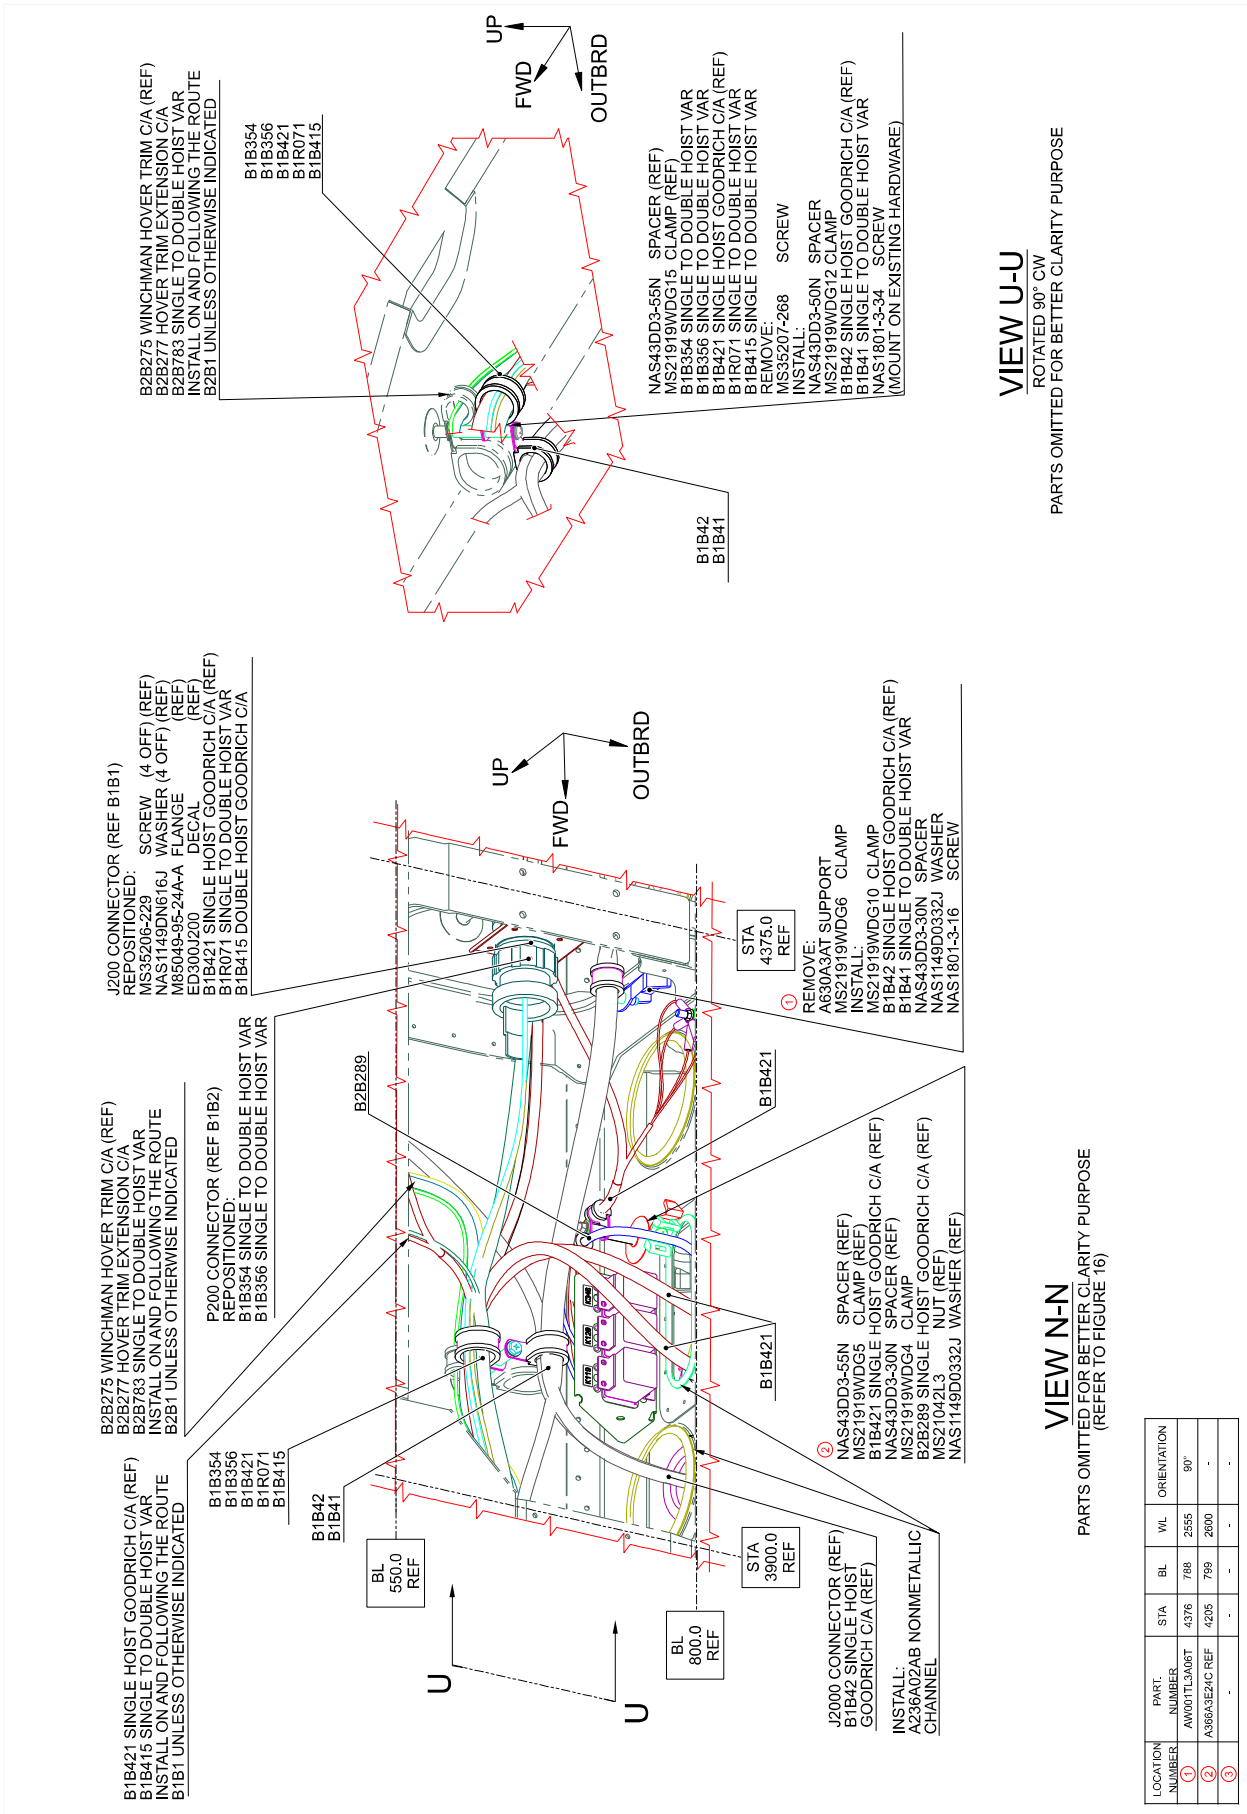 B1B421 SINGLE HOIST GOODRICH C/A (REF)
B1B415 SINGLE TO DOUBLE HOIST VAR
INSTALL ON AND FOLLOWING THE ROUTE
B1B1 UNLESS OTHERWISE INDICATED
B2B275 WINCHMAN HOVER TRIM C/A (REF)
B2B277 HOVER TRIM EXTENSION C/A
B2B783 SINGLE TO DOUBLE HOIST VAR
INSTALL ON AND FOLLOWING THE ROUTE
B2B1 UNLESS OTHERWISE INDICATED
J200 CONNECTOR (REF B1B1)
REPOSITIONED:
MS35206-229 SCREW (4 OFF) (REF)
NAS1149DN616J WASHER (4 OFF) (REF)
M85049-95-24A-A FLANGE (REF)
ED300J200 DECAL (REF)
B1B421 SINGLE HOIST GOODRICH C/A (REF)
B1R071 SINGLE TO DOUBLE HOIST VAR
B1B415 DOUBLE HOIST GOODRICH C/A
P200 CONNECTOR (REF B1B2)
REPOSITIONED:
B1B354 SINGLE TO DOUBLE HOIST VAR
B1B356 SINGLE TO DOUBLE HOIST VAR
B1B354
B1B356
B1B421
B1R071
B1B415
B1B42
B1B41
B2B289
BL
550.0
REF
STA
4375.0
REF
STA
3900.0
REF
BL
800.0
REF
U
U
UP
FWD
OUTBRD
K3HB
K129
K119
B1B421
B1B421
1
REMOVE:
A630A3AT SUPPORT
MS21919WDG6 CLAMP
INSTALL:
MS21919WDG10 CLAMP
B1B42 SINGLE HOIST GOODRICH C/A (REF)
B1B41 SINGLE TO DOUBLE HOIST VAR
NAS43DD3-30N SPACER
NAS1149D0332J WASHER
NAS1801-3-16 SCREW
2
NAS43DD3-55N SPACER (REF)
MS21919WDG5 CLAMP (REF)
B1B421 SINGLE HOIST GOODRICH C/A (REF)
NAS43DD3-30N SPACER (REF)
MS21919WDG4 CLAMP
B2B289 SINGLE HOIST GOODRICH C/A (REF)
MS21042L3 NUT (REF)
NAS1149D0332J WASHER (REF)
J2000 CONNECTOR (REF)
B1B42 SINGLE HOIST
GOODRICH C/A (REF)
INSTALL:
A236A02AB NONMETALLIC
CHANNEL
VIEW N-N
PARTS OMITTED FOR BETTER CLARITY PURPOSE
(REFER TO FIGURE 16)
B2B275 WINCHMAN HOVER TRIM C/A (REF)
B2B277 HOVER TRIM EXTENSION C/A
B2B783 SINGLE TO DOUBLE HOIST VAR
INSTALL ON AND FOLLOWING THE ROUTE
B2B1 UNLESS OTHERWISE INDICATED
B1B354
B1B356
B1B421
B1R071
B1B415
UP
FWD
OUTBRD
B1B42
B1B41
NAS43DD3-55N SPACER (REF)
MS21919WDG15 CLAMP (REF)
B1B354 SINGLE TO DOUBLE HOIST VAR
B1B356 SINGLE TO DOUBLE HOIST VAR
B1B421 SINGLE HOIST GOODRICH C/A (REF)
B1R071 SINGLE TO DOUBLE HOIST VAR
B1B415 SINGLE TO DOUBLE HOIST VAR
REMOVE:
MS35207-268 SCREW
INSTALL:
NAS43DD3-50N SPACER
MS21919WDG12 CLAMP
B1B42 SINGLE HOIST GOODRICH C/A (REF)
B1B41 SINGLE TO DOUBLE HOIST VAR
NAS1801-3-34 SCREW
(MOUNT ON EXISTING HARDWARE)
VIEW U-U
ROTATED 90° CW
PARTS OMITTED FOR BETTER CLARITY PURPOSE
LOCATION NUMBER PART. NUMBER STA BL WL ORIENTATION
1 AW001TL3A06T 4376 788 2555 90°
2 A366A3E24C REF 4205 799 2600 -
3 - - - - -